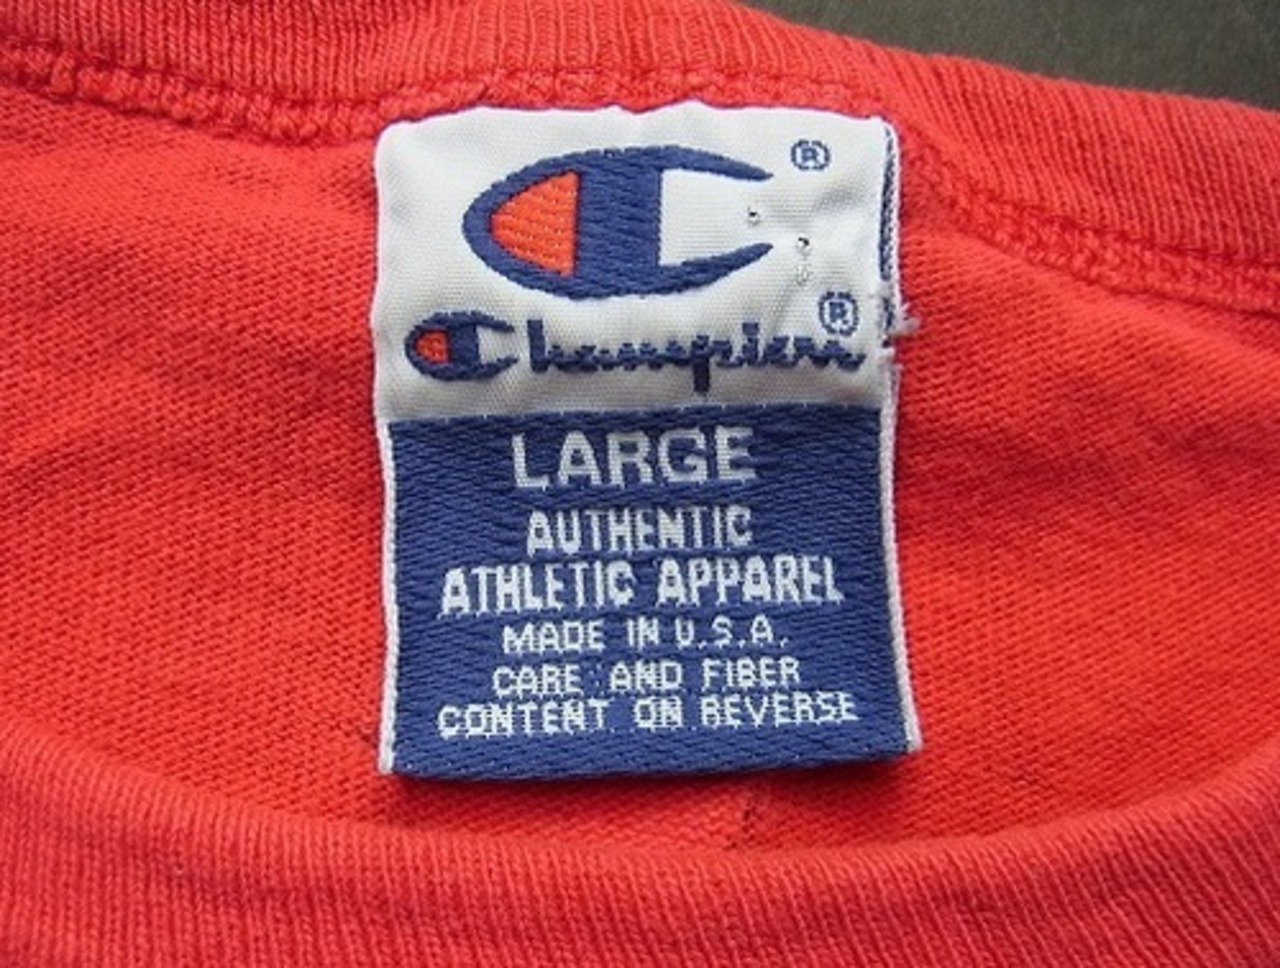 ®
Champion®
LARGE
AUTHENTIC
ATHLETIC APPAREL
MADE IN U.S.A.
CARE AND FIBER
CONTENT ON REVERSE